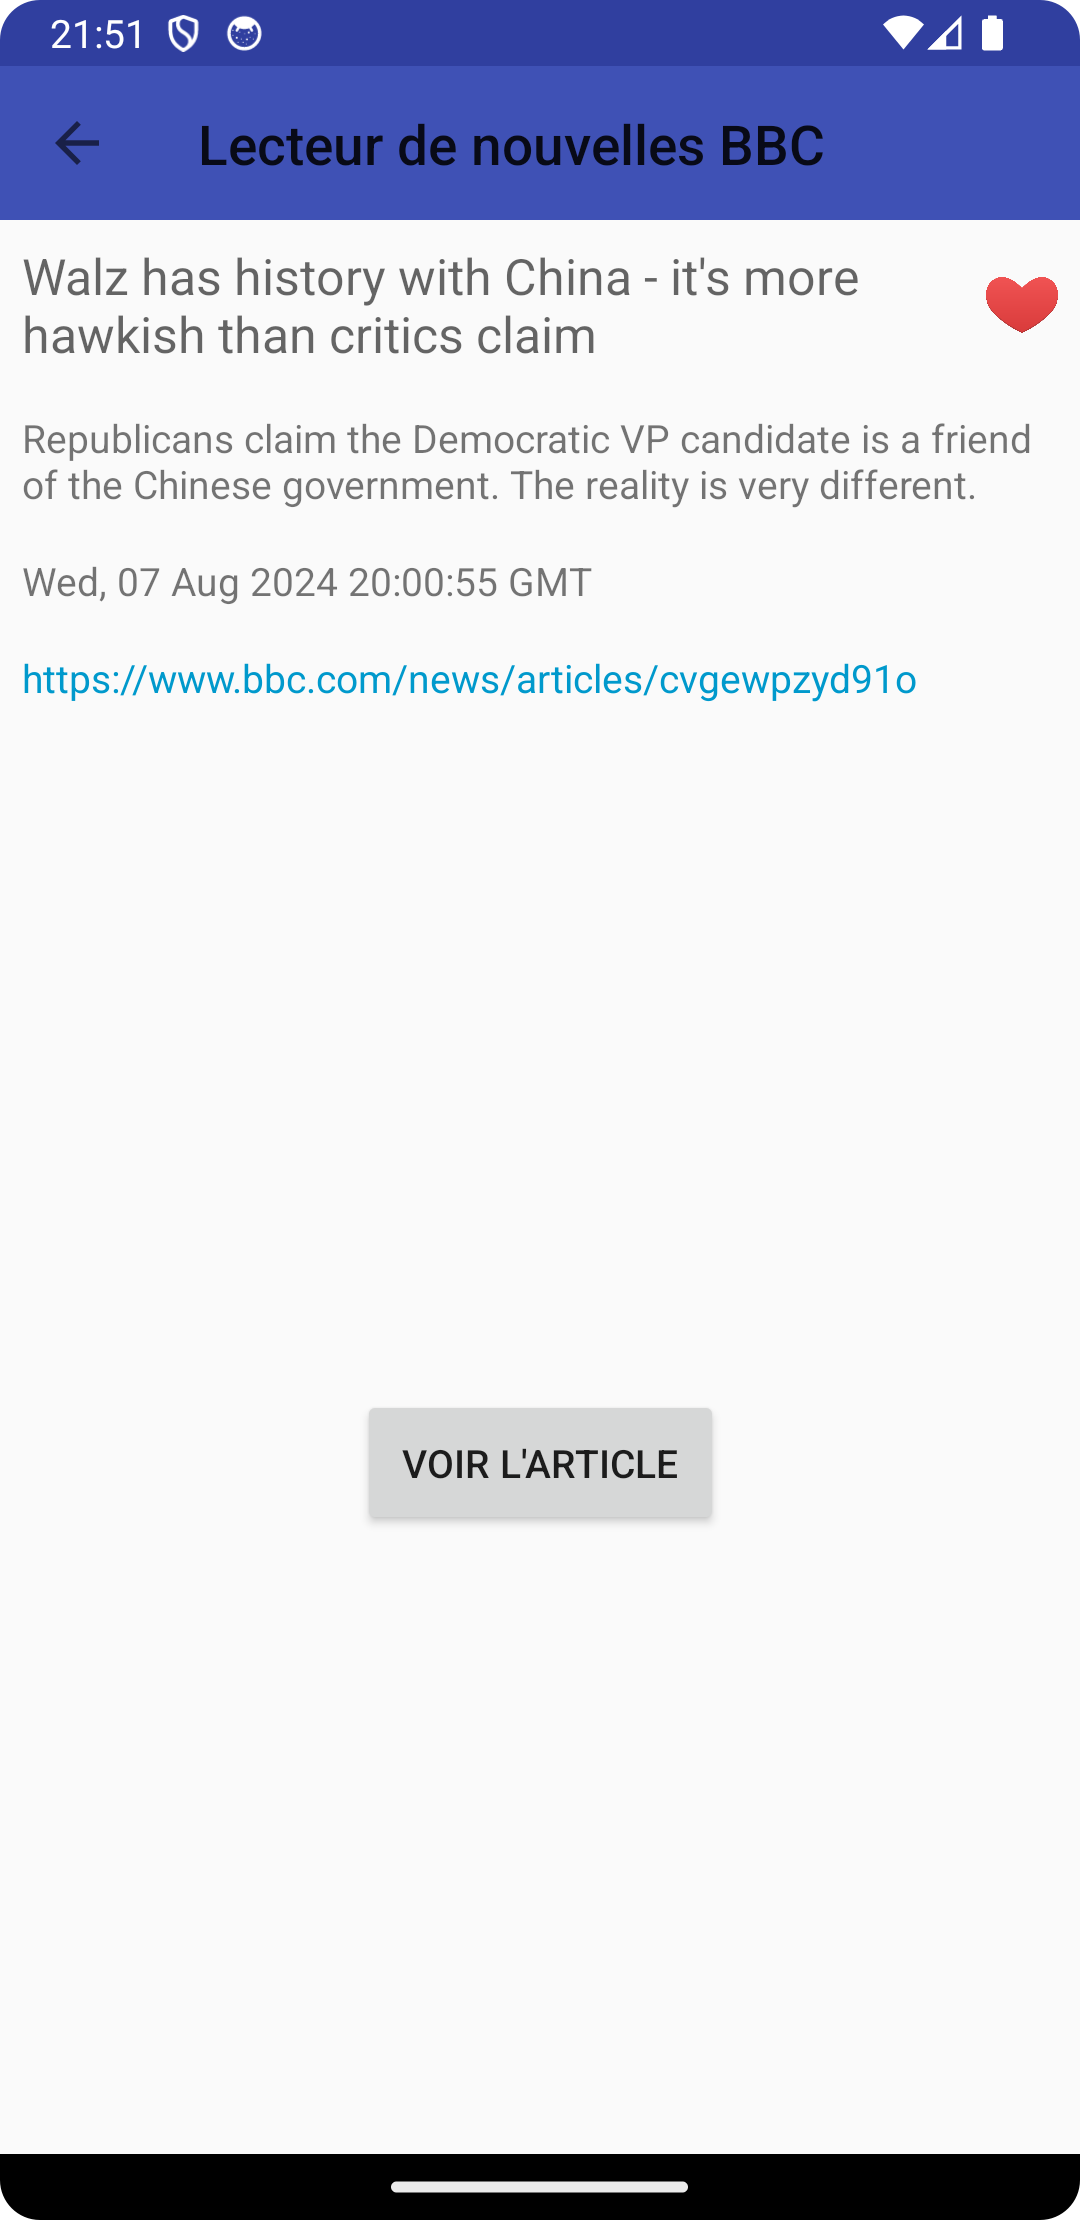 21:51
Lecteur de nouvelles BBC
Walz has history with China - it's more
hawkish than critics claim
Republicans claim the Democratic VP candidate is a friend
of the Chinese government. The reality is very different.
Wed, 07 Aug 2024 20:00:55 GMT
https://www.bbc.com/news/articles/cvgewpzyd91o
VOIR L'ARTICLE